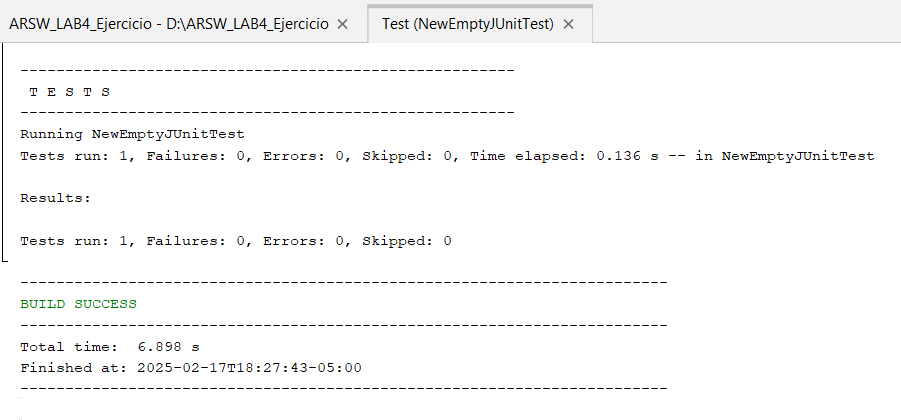 ARSW_LAB4_Ejercicio - D:\ARSW_LAB4_Ejercicio × Test (NewEmptyJUnitTest) ×
-------------------------------------------------------
T E S T S
-------------------------------------------------------
Running NewEmptyJUnitTest
Tests run: 1, Failures: 0, Errors: 0, Skipped: 0, Time elapsed: 0.136 s -- in NewEmptyJUnitTest
Results:
Tests run: 1, Failures: 0, Errors: 0, Skipped: 0
------------------------------------------------------------------------
BUILD SUCCESS
------------------------------------------------------------------------
Total time:  6.898 s
Finished at: 2025-02-17T18:27:43-05:00
------------------------------------------------------------------------